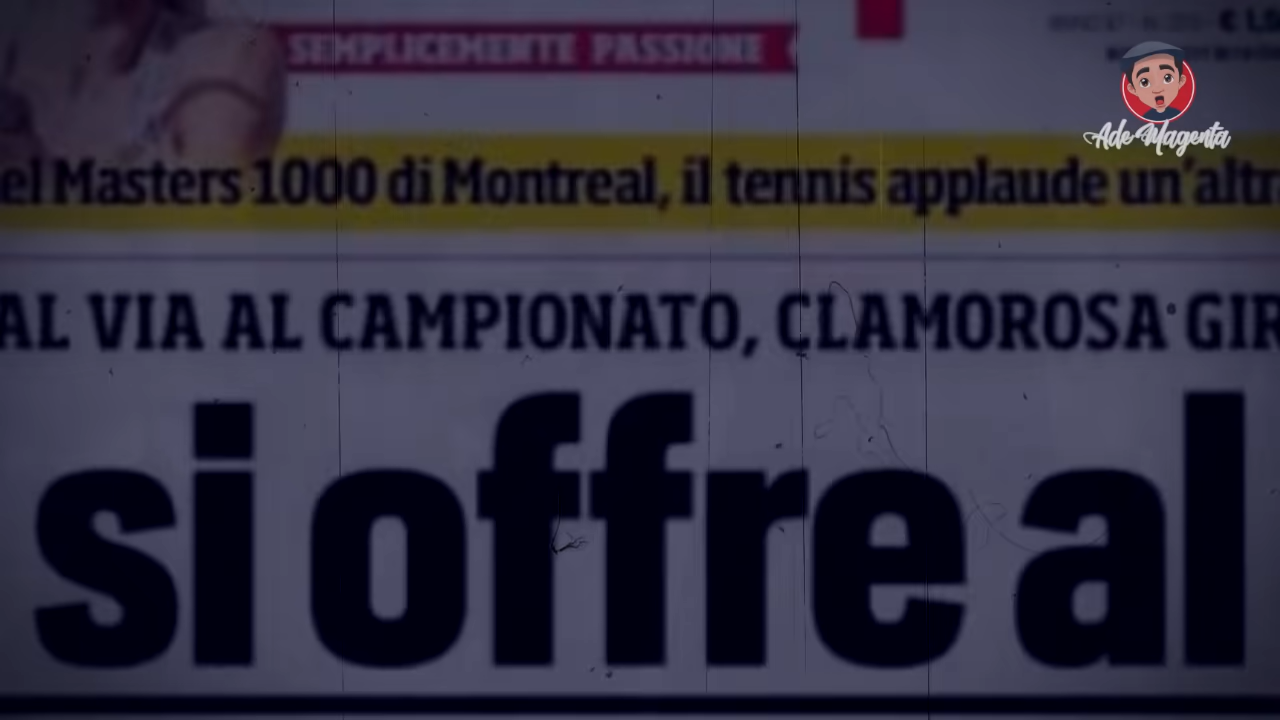 SEMPLICEMENTE PASSIONE
Ade Magenta
el Masters 1000 di Montreal, il tennis applaude un'altr
AL VIA AL CAMPIONATO, CLAMOROSA GIR
si offre al